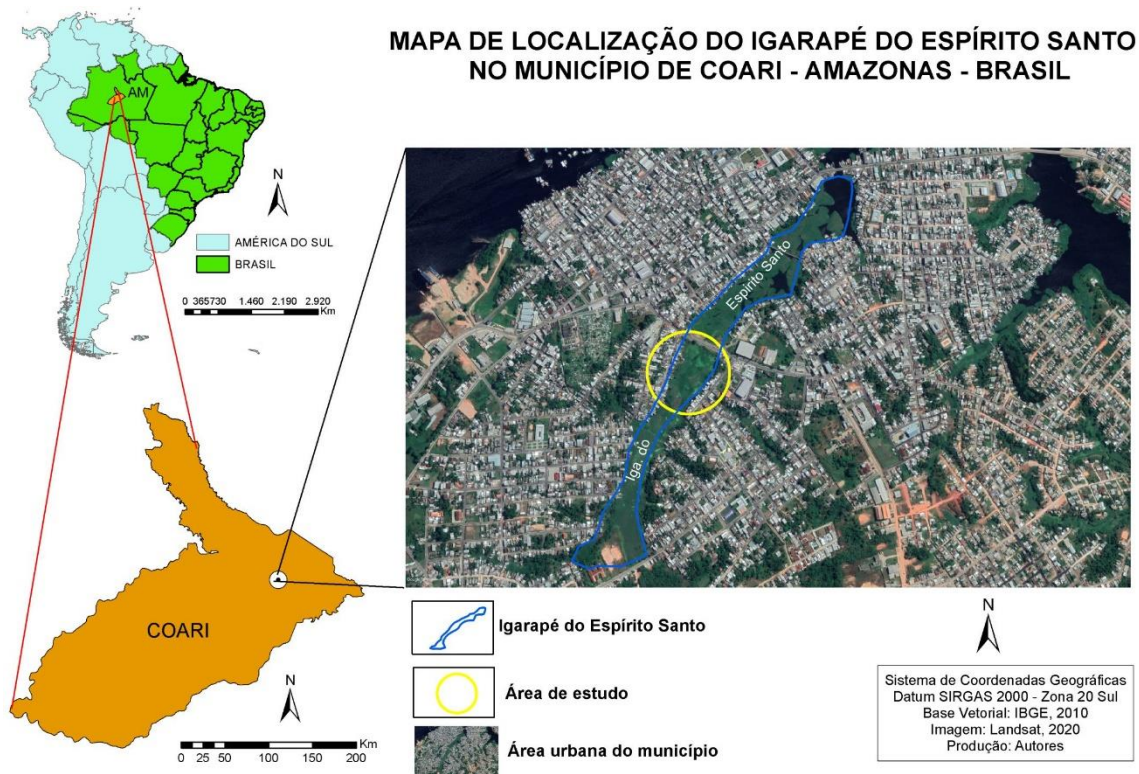 MAPA DE LOCALIZAÇÃO DO IGARAPÉ DO ESPÍRITO SANTO
NO MUNICÍPIO DE COARI - AMAZONAS - BRASIL
AM
N
AMÉRICA DO SUL
BRASIL
0 365730 1.460 2.190 2.920
Km
Espírito Santo
Iga. do
COARI
N
Km
0 25 50 100 150 200
Igarapé do Espírito Santo
Área de estudo
Área urbana do município
N
Sistema de Coordenadas Geográficas
Datum SIRGAS 2000 - Zona 20 Sul
Base Vetorial: IBGE, 2010
Imagem: Landsat, 2020
Produção: Autores